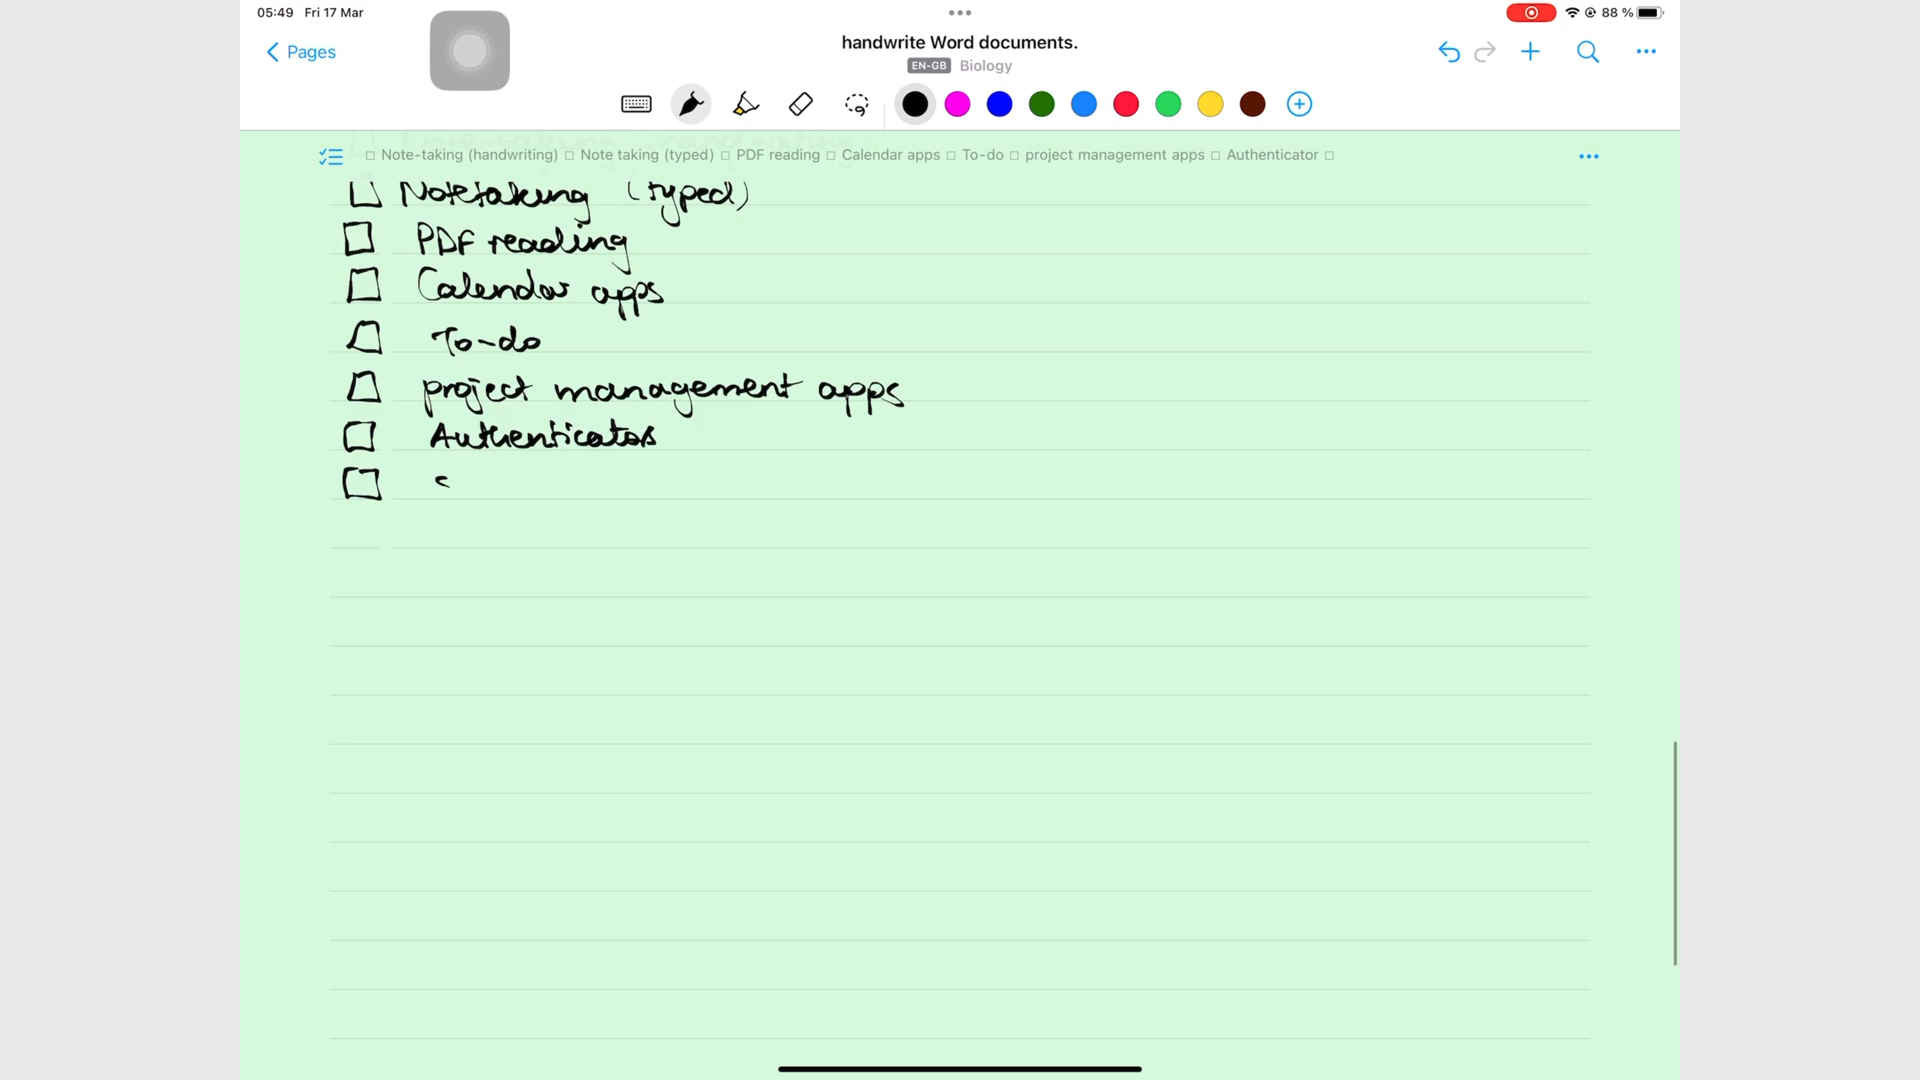 05:49 Fri 17 Mar
88 %
Pages
handwrite Word documents.
EN-GB Biology
☐ Note-taking (handwriting) ☐ Note taking (typed) ☐ PDF reading ☐ Calendar apps ☐ To-do ☐ project management apps ☐ Authenticator ☐
☐ Note taking (typed)
☐ PDF reading
☐ Calendar apps
☐ To-do
☐ project management apps
☐ Authenticator
☐